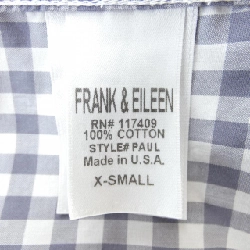 FRANK & EILEEN
RN# 117409
100% COTTON
STYLE# PAUL
Made in U.S.A.
X-SMALL